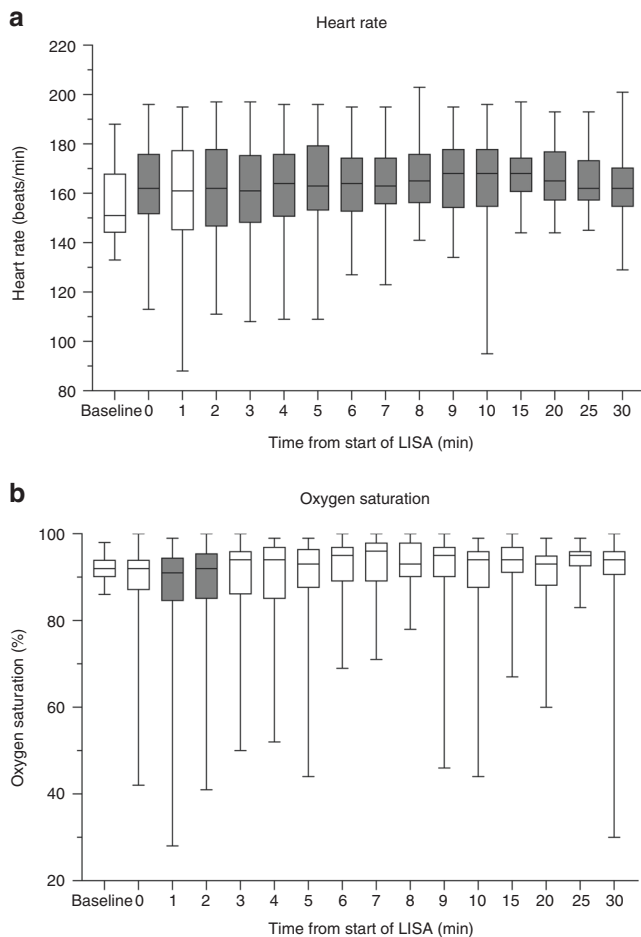 a
Heart rate
220
200
180
160
140
120
100
80
Heart rate (beats/min)
Baseline 0 1 2 3 4 5 6 7 8 9 10 15 20 25 30
Time from start of LISA (min)
b
Oxygen saturation
100
80
60
40
20
Oxygen saturation (%)
Baseline 0 1 2 3 4 5 6 7 8 9 10 15 20 25 30
Time from start of LISA (min)